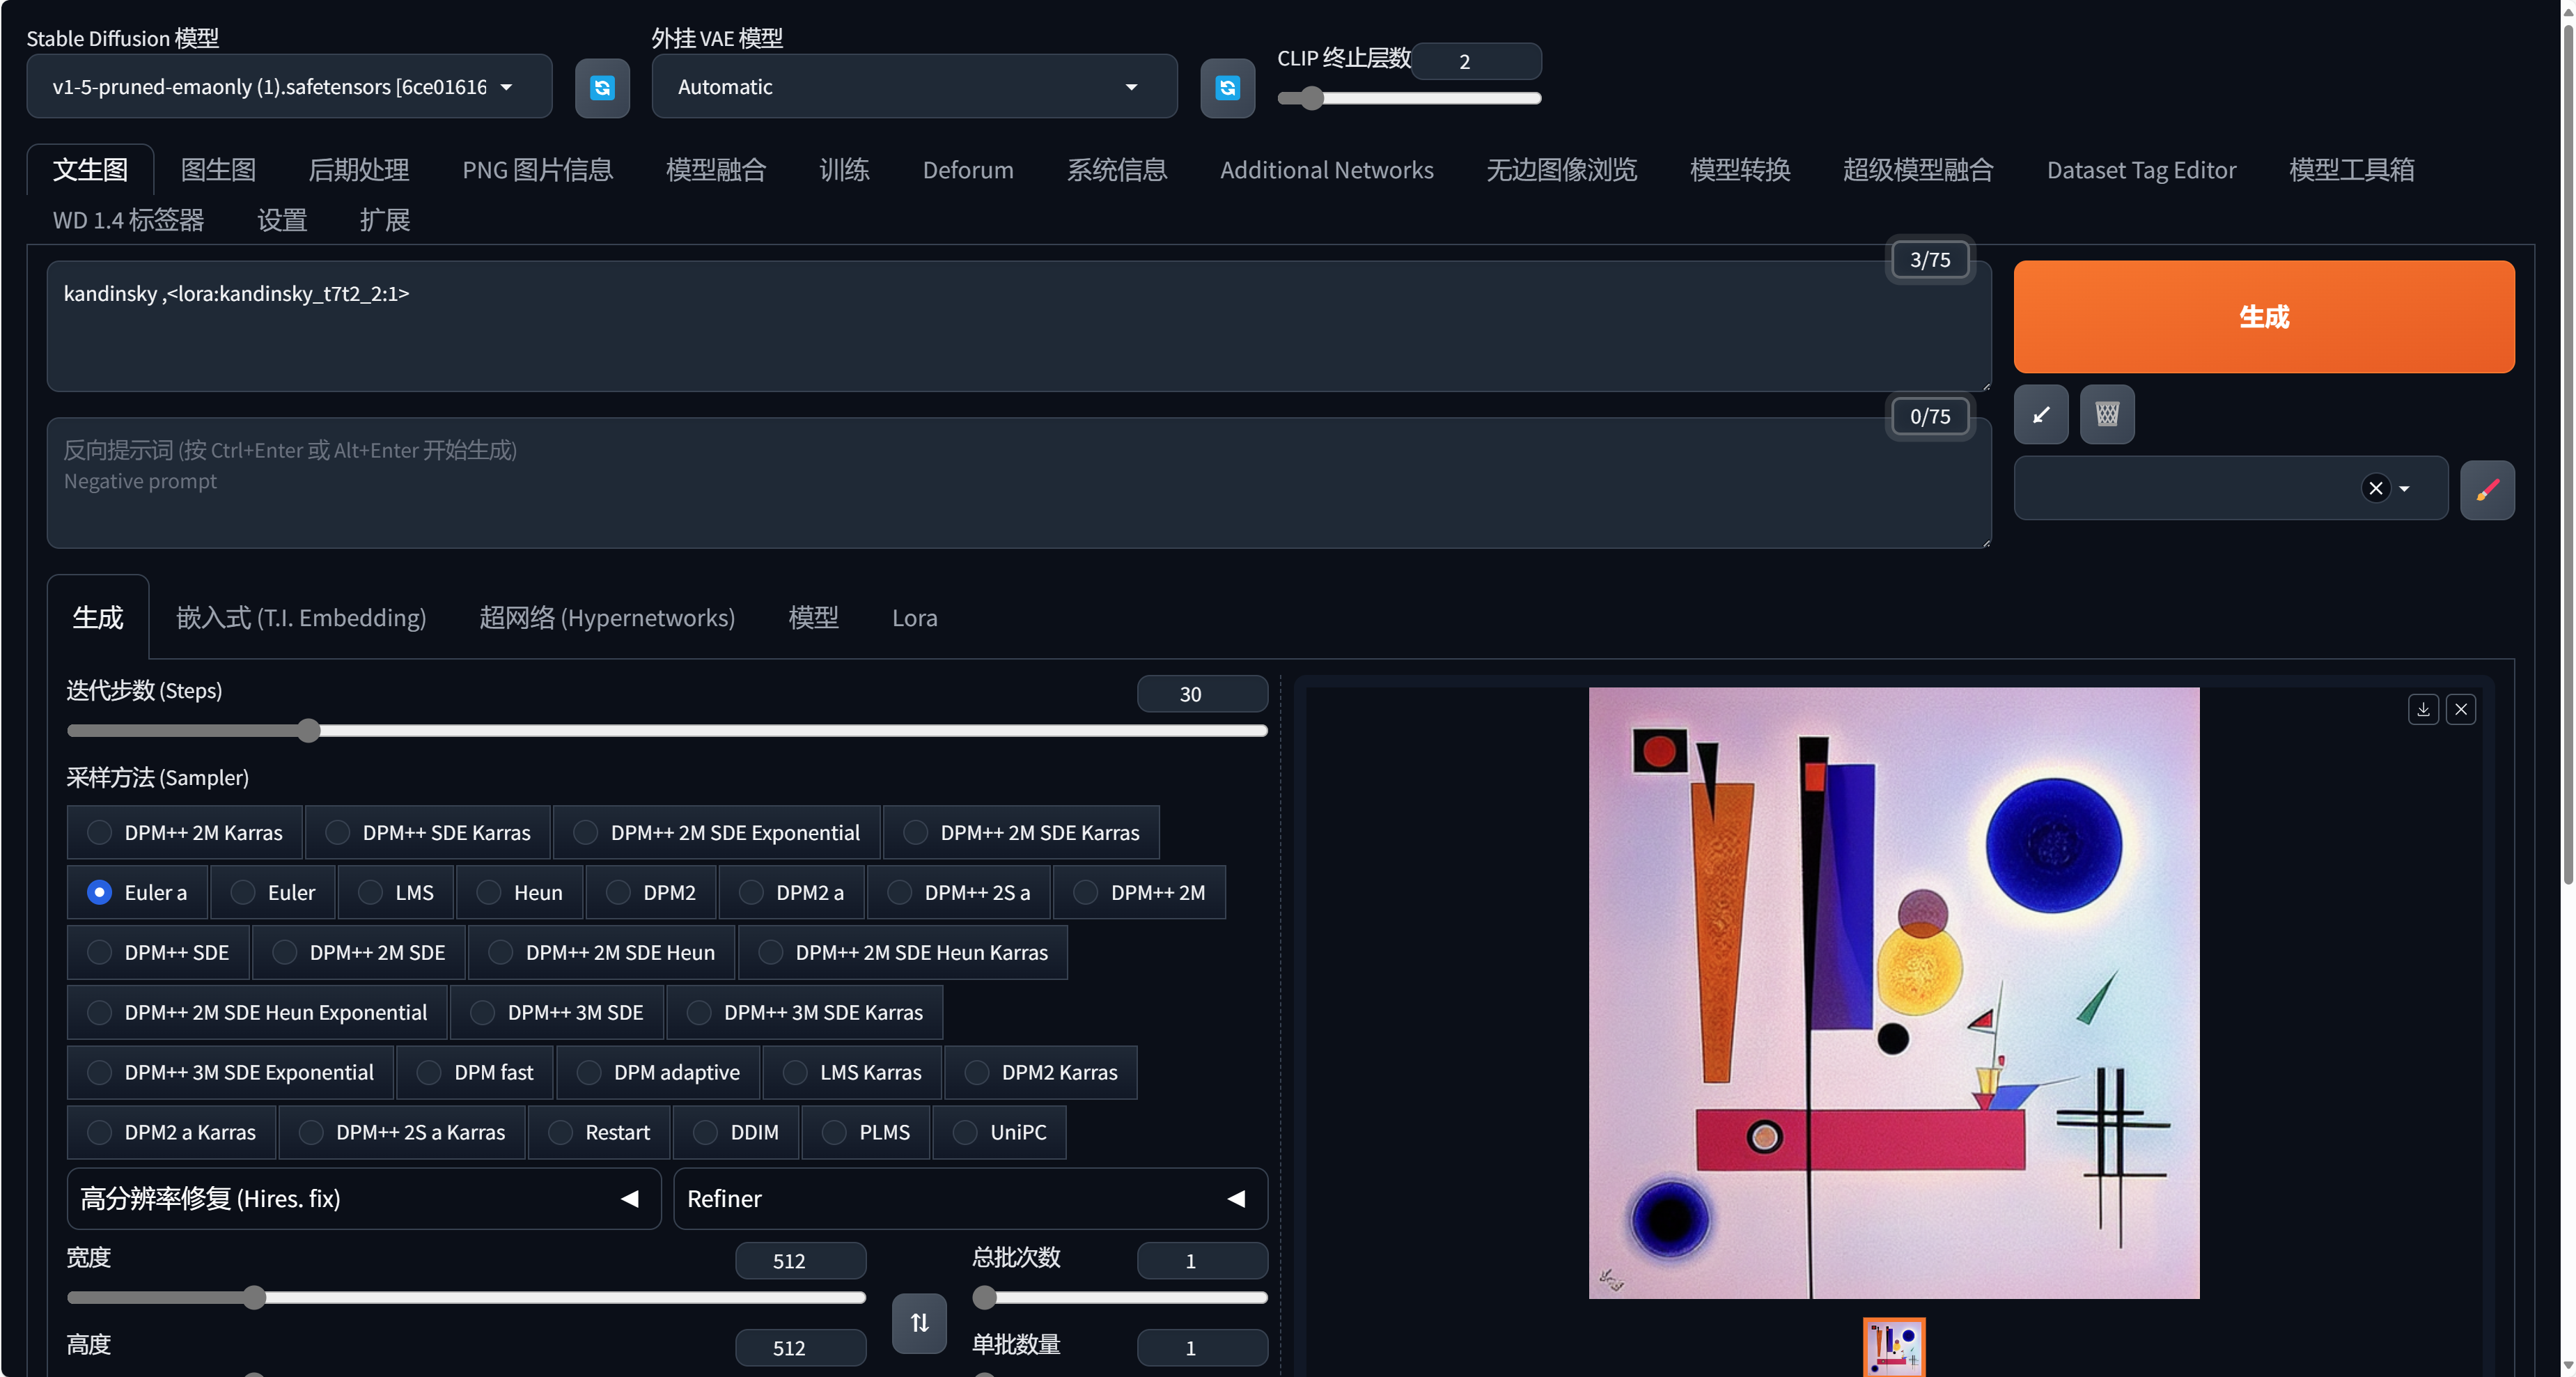 Stable Diffusion 模型
外挂 VAE 模型
CLIP 终止层数
2
v1-5-pruned-emaonly (1).safetensors [6ce01616
Automatic
文生图 图生图 后期处理 PNG 图片信息 模型融合 训练 Deforum 系统信息 Additional Networks 无边图像浏览 模型转换 超级模型融合 Dataset Tag Editor 模型工具箱
WD 1.4 标签器 设置 扩展
3/75
kandinsky ,<lora:kandinsky_t7t2_2:1>
生成
0/75
反向提示词 (按 Ctrl+Enter 或 Alt+Enter 开始生成)
Negative prompt
生成 嵌入式 (T.I. Embedding) 超网络 (Hypernetworks) 模型 Lora
迭代步数 (Steps)
30
采样方法 (Sampler)
DPM++ 2M Karras DPM++ SDE Karras DPM++ 2M SDE Exponential DPM++ 2M SDE Karras
Euler a Euler LMS Heun DPM2 DPM2 a DPM++ 2S a DPM++ 2M
DPM++ SDE DPM++ 2M SDE DPM++ 2M SDE Heun DPM++ 2M SDE Heun Karras
DPM++ 2M SDE Heun Exponential DPM++ 3M SDE DPM++ 3M SDE Karras
DPM++ 3M SDE Exponential DPM fast DPM adaptive LMS Karras DPM2 Karras
DPM2 a Karras DPM++ 2S a Karras Restart DDIM PLMS UniPC
高分辨率修复 (Hires. fix)
Refiner
宽度
512
总批次数
1
高度
512
单批数量
1